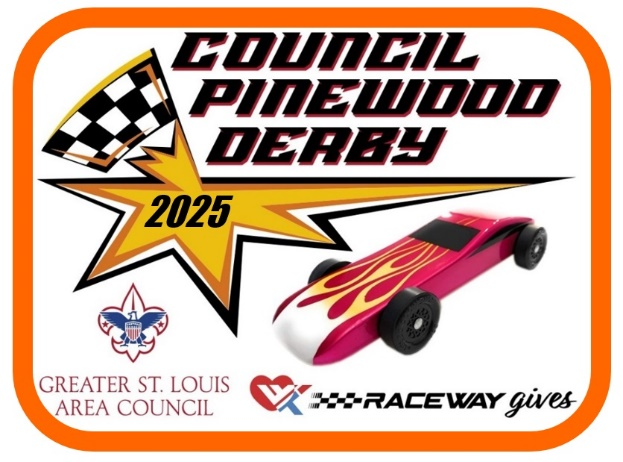 COUNCIL
PINEWOOD
DERBY
2025
GREATER ST. LOUIS
AREA COUNCIL
RACEWAY gives